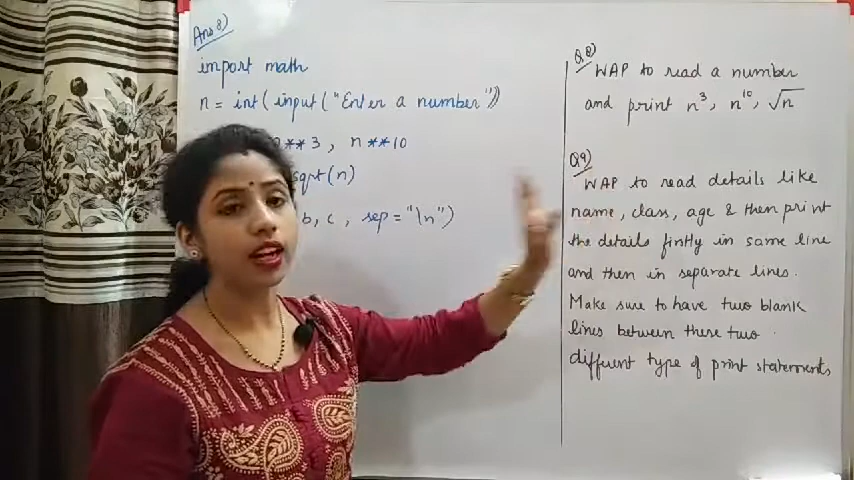 Ans 8)
import math
n = int( input( "Enter a number"))
**3 , n**10
sqrt(n)
b, c , sep = "\n")
Q 8)
WAP to read a number
and print n³, n¹⁰, √n
Q9)
WAP to read details like
name, class, age & then print
the details firstly in same line
and then in separate lines.
Make sure to have two blank
lines between these two
different type of print statements